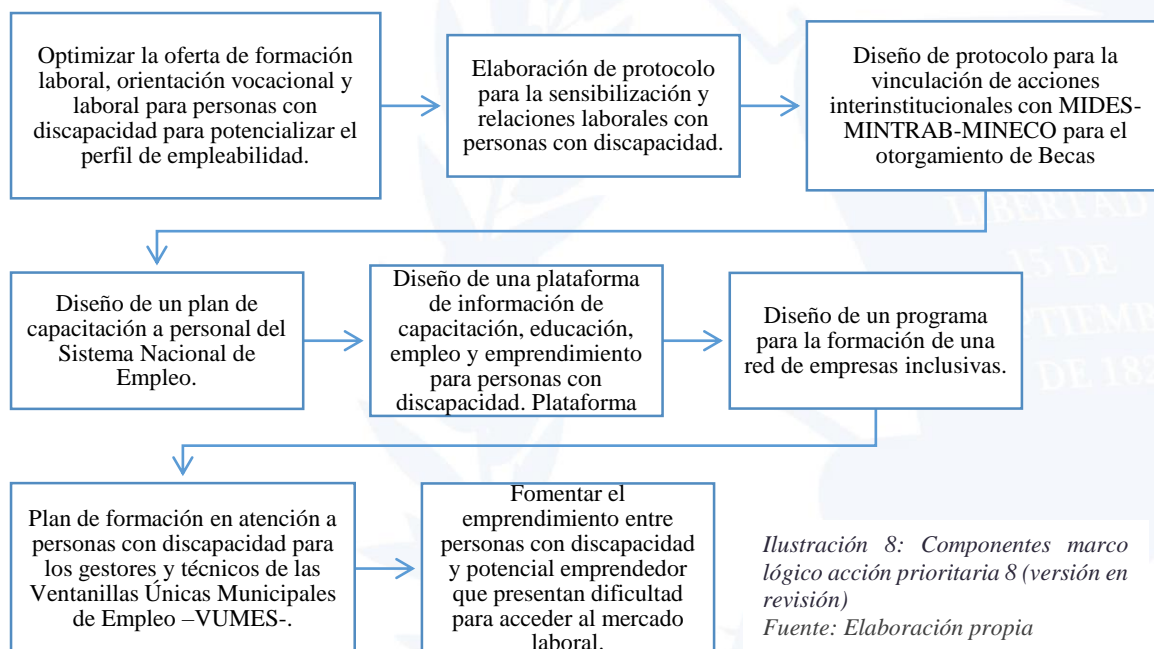 Optimizar la oferta de formación
laboral, orientación vocacional y
laboral para personas con
discapacidad para potencializar el
perfil de empleabilidad.
Elaboración de protocolo
para la sensibilización y
relaciones laborales con
personas con discapacidad.
Diseño de protocolo para la
vinculación de acciones
interinstitucionales con MIDES-
MINTRAB-MINECO para el
otorgamiento de Becas
LIBERTAD
15 DE
PTIEMB
DE 182
Diseño de un plan de
capacitación a personal del
Sistema Nacional de
Empleo.
Diseño de una plataforma
de información de
capacitación, educación,
empleo y emprendimiento
para personas con
discapacidad. Plataforma
Diseño de un programa
para la formación de una
red de empresas inclusivas.
Plan de formación en atención a
personas con discapacidad para
los gestores y técnicos de las
Ventanillas Únicas Municipales
de Empleo –VUMES-.
Fomentar el
emprendimiento entre
personas con discapacidad
y potencial emprendedor
que presentan dificultad
para acceder al mercado
laboral.
Ilustración 8: Componentes marco
lógico acción prioritaria 8 (versión en
revisión)
Fuente: Elaboración propia